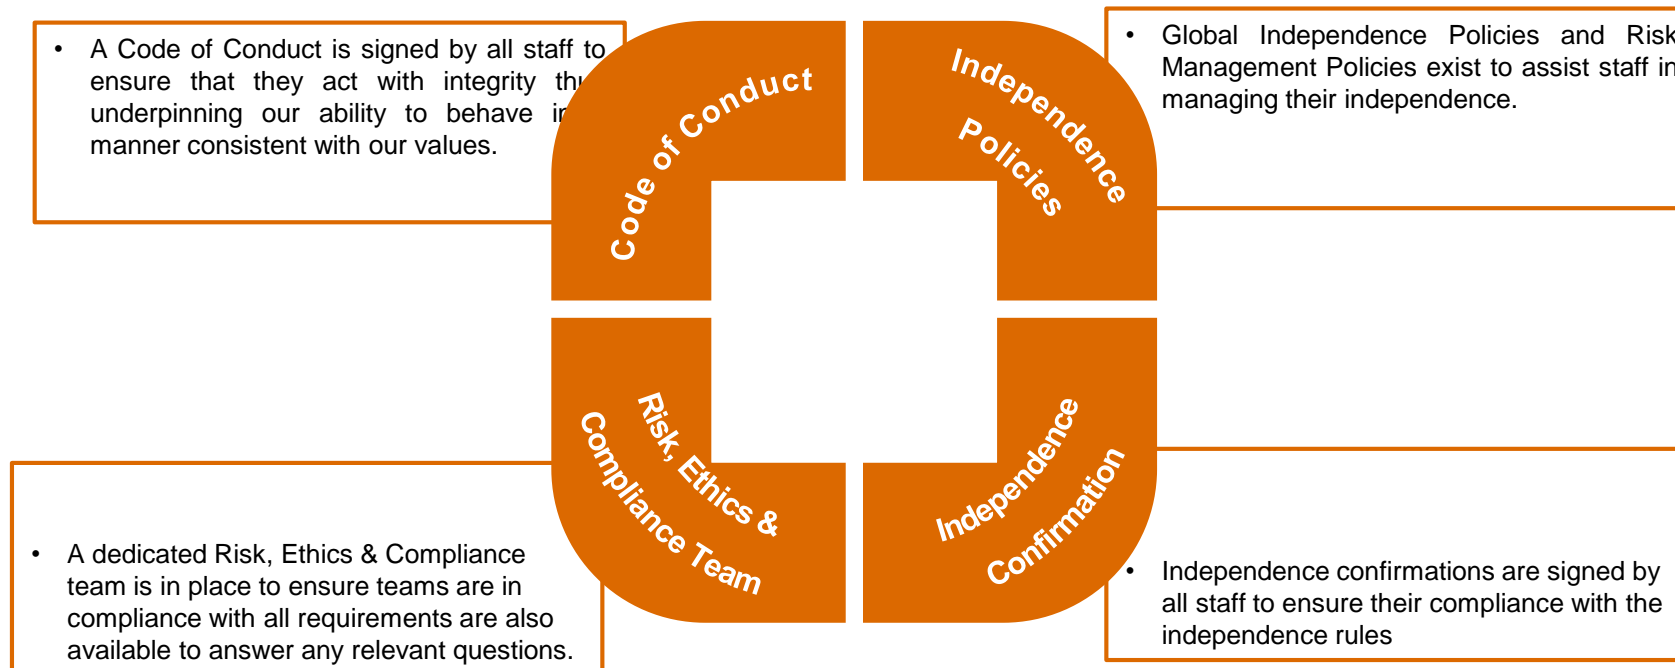 • A Code of Conduct is signed by all staff to
ensure that they act with integrity
underpinning our ability to behave
manner consistent with our values.
Code of Conduct
Independence
Policies
• Global Independence Policies and Risk
Management Policies exist to assist staff in
managing their independence.
Risk, Ethics &
Compliance Team
Independence
Confirmation
• A dedicated Risk, Ethics & Compliance
team is in place to ensure teams are in
compliance with all requirements are also
available to answer any relevant questions.
• Independence confirmations are signed by
all staff to ensure their compliance with the
independence rules